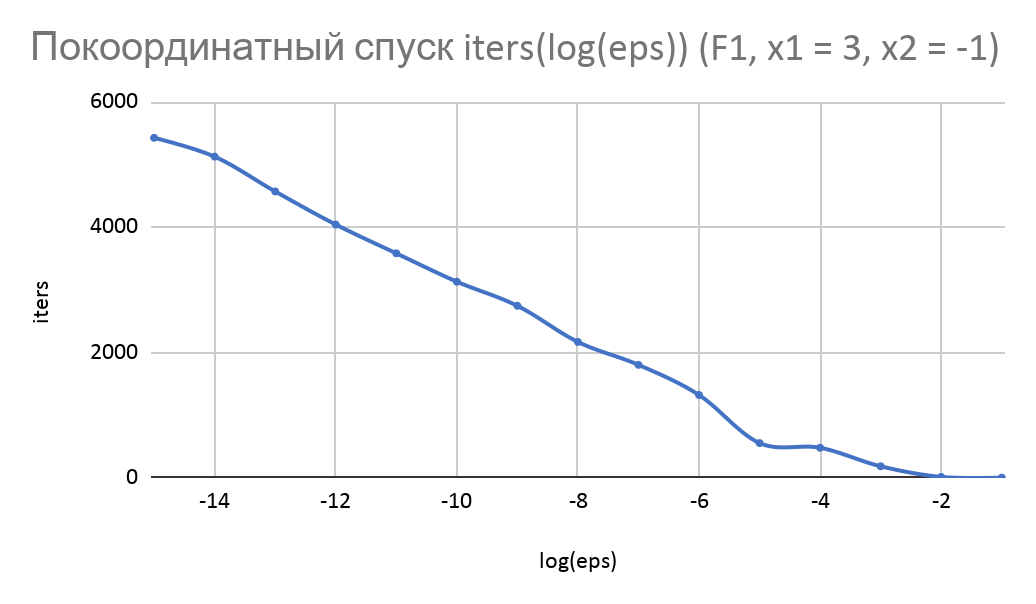 Покоординатный спуск iters(log(eps)) (F1, x1 = 3, x2 = -1)
6000
4000
2000
0
iters
-14 -12 -10 -8 -6 -4 -2
log(eps)